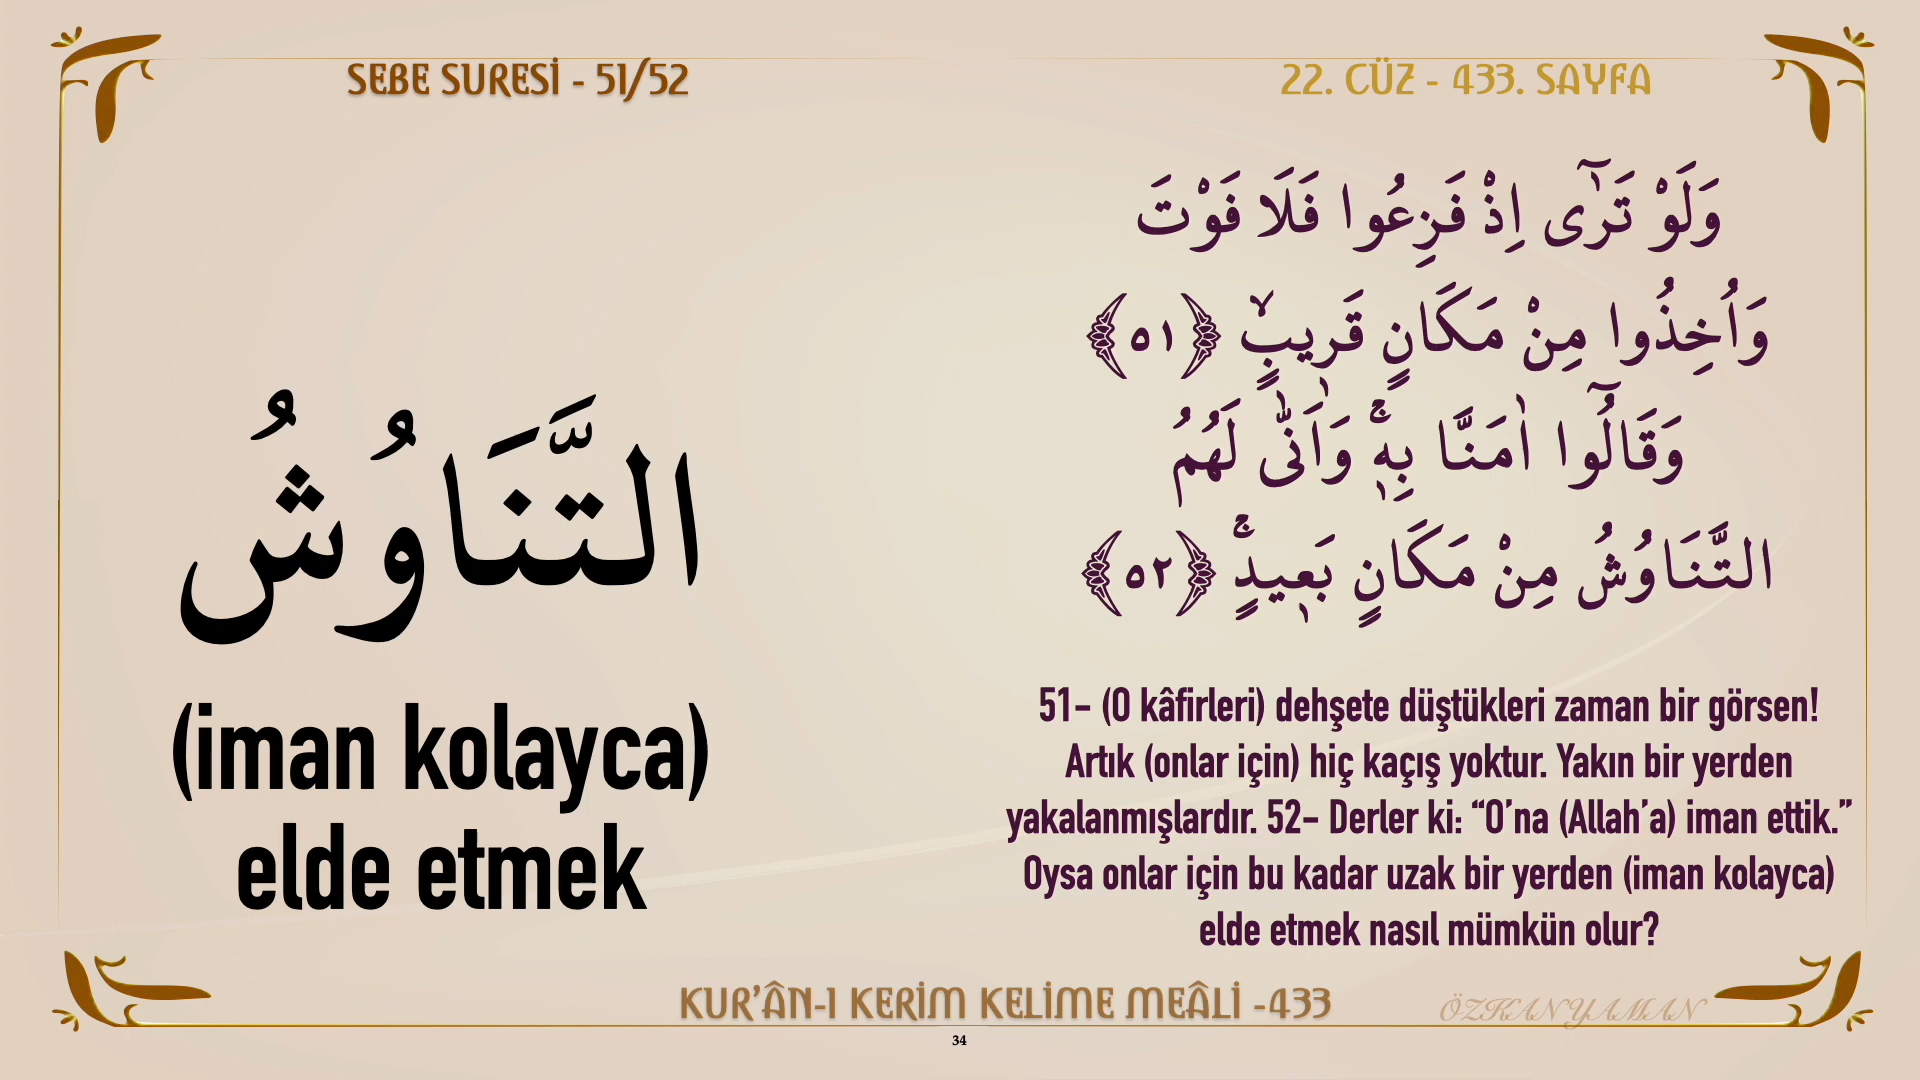 SEBE SURESİ - 51/52
22. CÜZ - 433. SAYFA
التَّنَاوُشُ
(iman kolayca)
elde etmek
وَلَوْ تَرٰٓى اِذْ فَزِعُوا فَلَا فَوْتَ
وَاُخِذُوا مِنْ مَكَانٍ قَر۪يبٍۙ ﴿٥١﴾
وَقَالُٓوا اٰمَنَّا بِه۪ۚ وَاَنّٰى لَهُمُ
التَّنَاوُشُ مِنْ مَكَانٍ بَع۪يدٍۚ ﴿٥٢﴾
51– (O kâfirleri) dehşete düştükleri zaman bir görsen!
Artık (onlar için) hiç kaçış yoktur. Yakın bir yerden
yakalanmışlardır. 52– Derler ki: “O’na (Allah’a) iman ettik.”
Oysa onlar için bu kadar uzak bir yerden (iman kolayca)
elde etmek nasıl mümkün olur?
KUR’ÂN-I KERİM KELİME MEÂLİ -433
ÖZKAN YAMAN
34